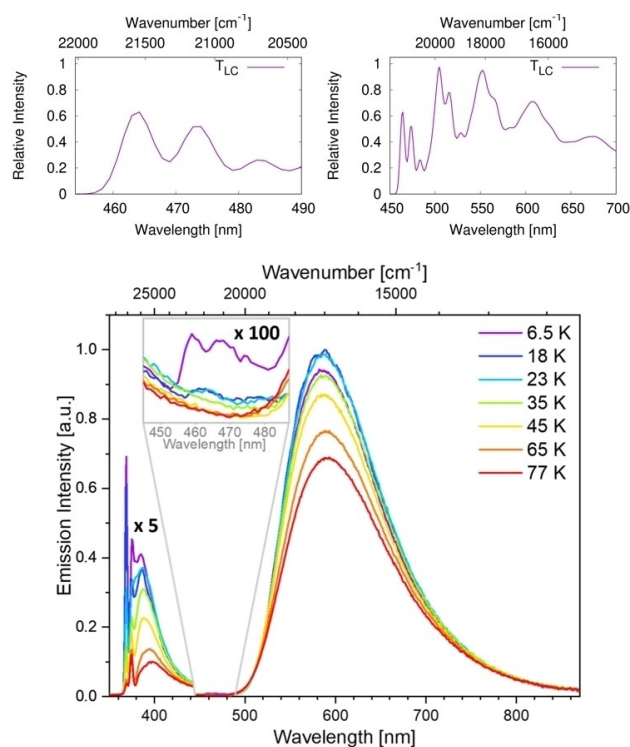 Wavenumber [cm⁻¹]
22000 21500 21000 20500
Relative Intensity
1
0.8
0.6
0.4
0.2
0
T_LC
460 470 480 490
Wavelength [nm]
Wavenumber [cm⁻¹]
20000 18000 16000
Relative Intensity
1
0.8
0.6
0.4
0.2
0
T_LC
450 500 550 600 650 700
Wavelength [nm]
Wavenumber [cm⁻¹]
25000 20000 15000
Emission Intensity [a.u.]
1.0
0.8
0.6
0.4
0.2
0.0
x 100
450 460 470 480
Wavelength [nm]
x 5
6.5 K
18 K
23 K
35 K
45 K
65 K
77 K
400 500 600 700 800
Wavelength [nm]